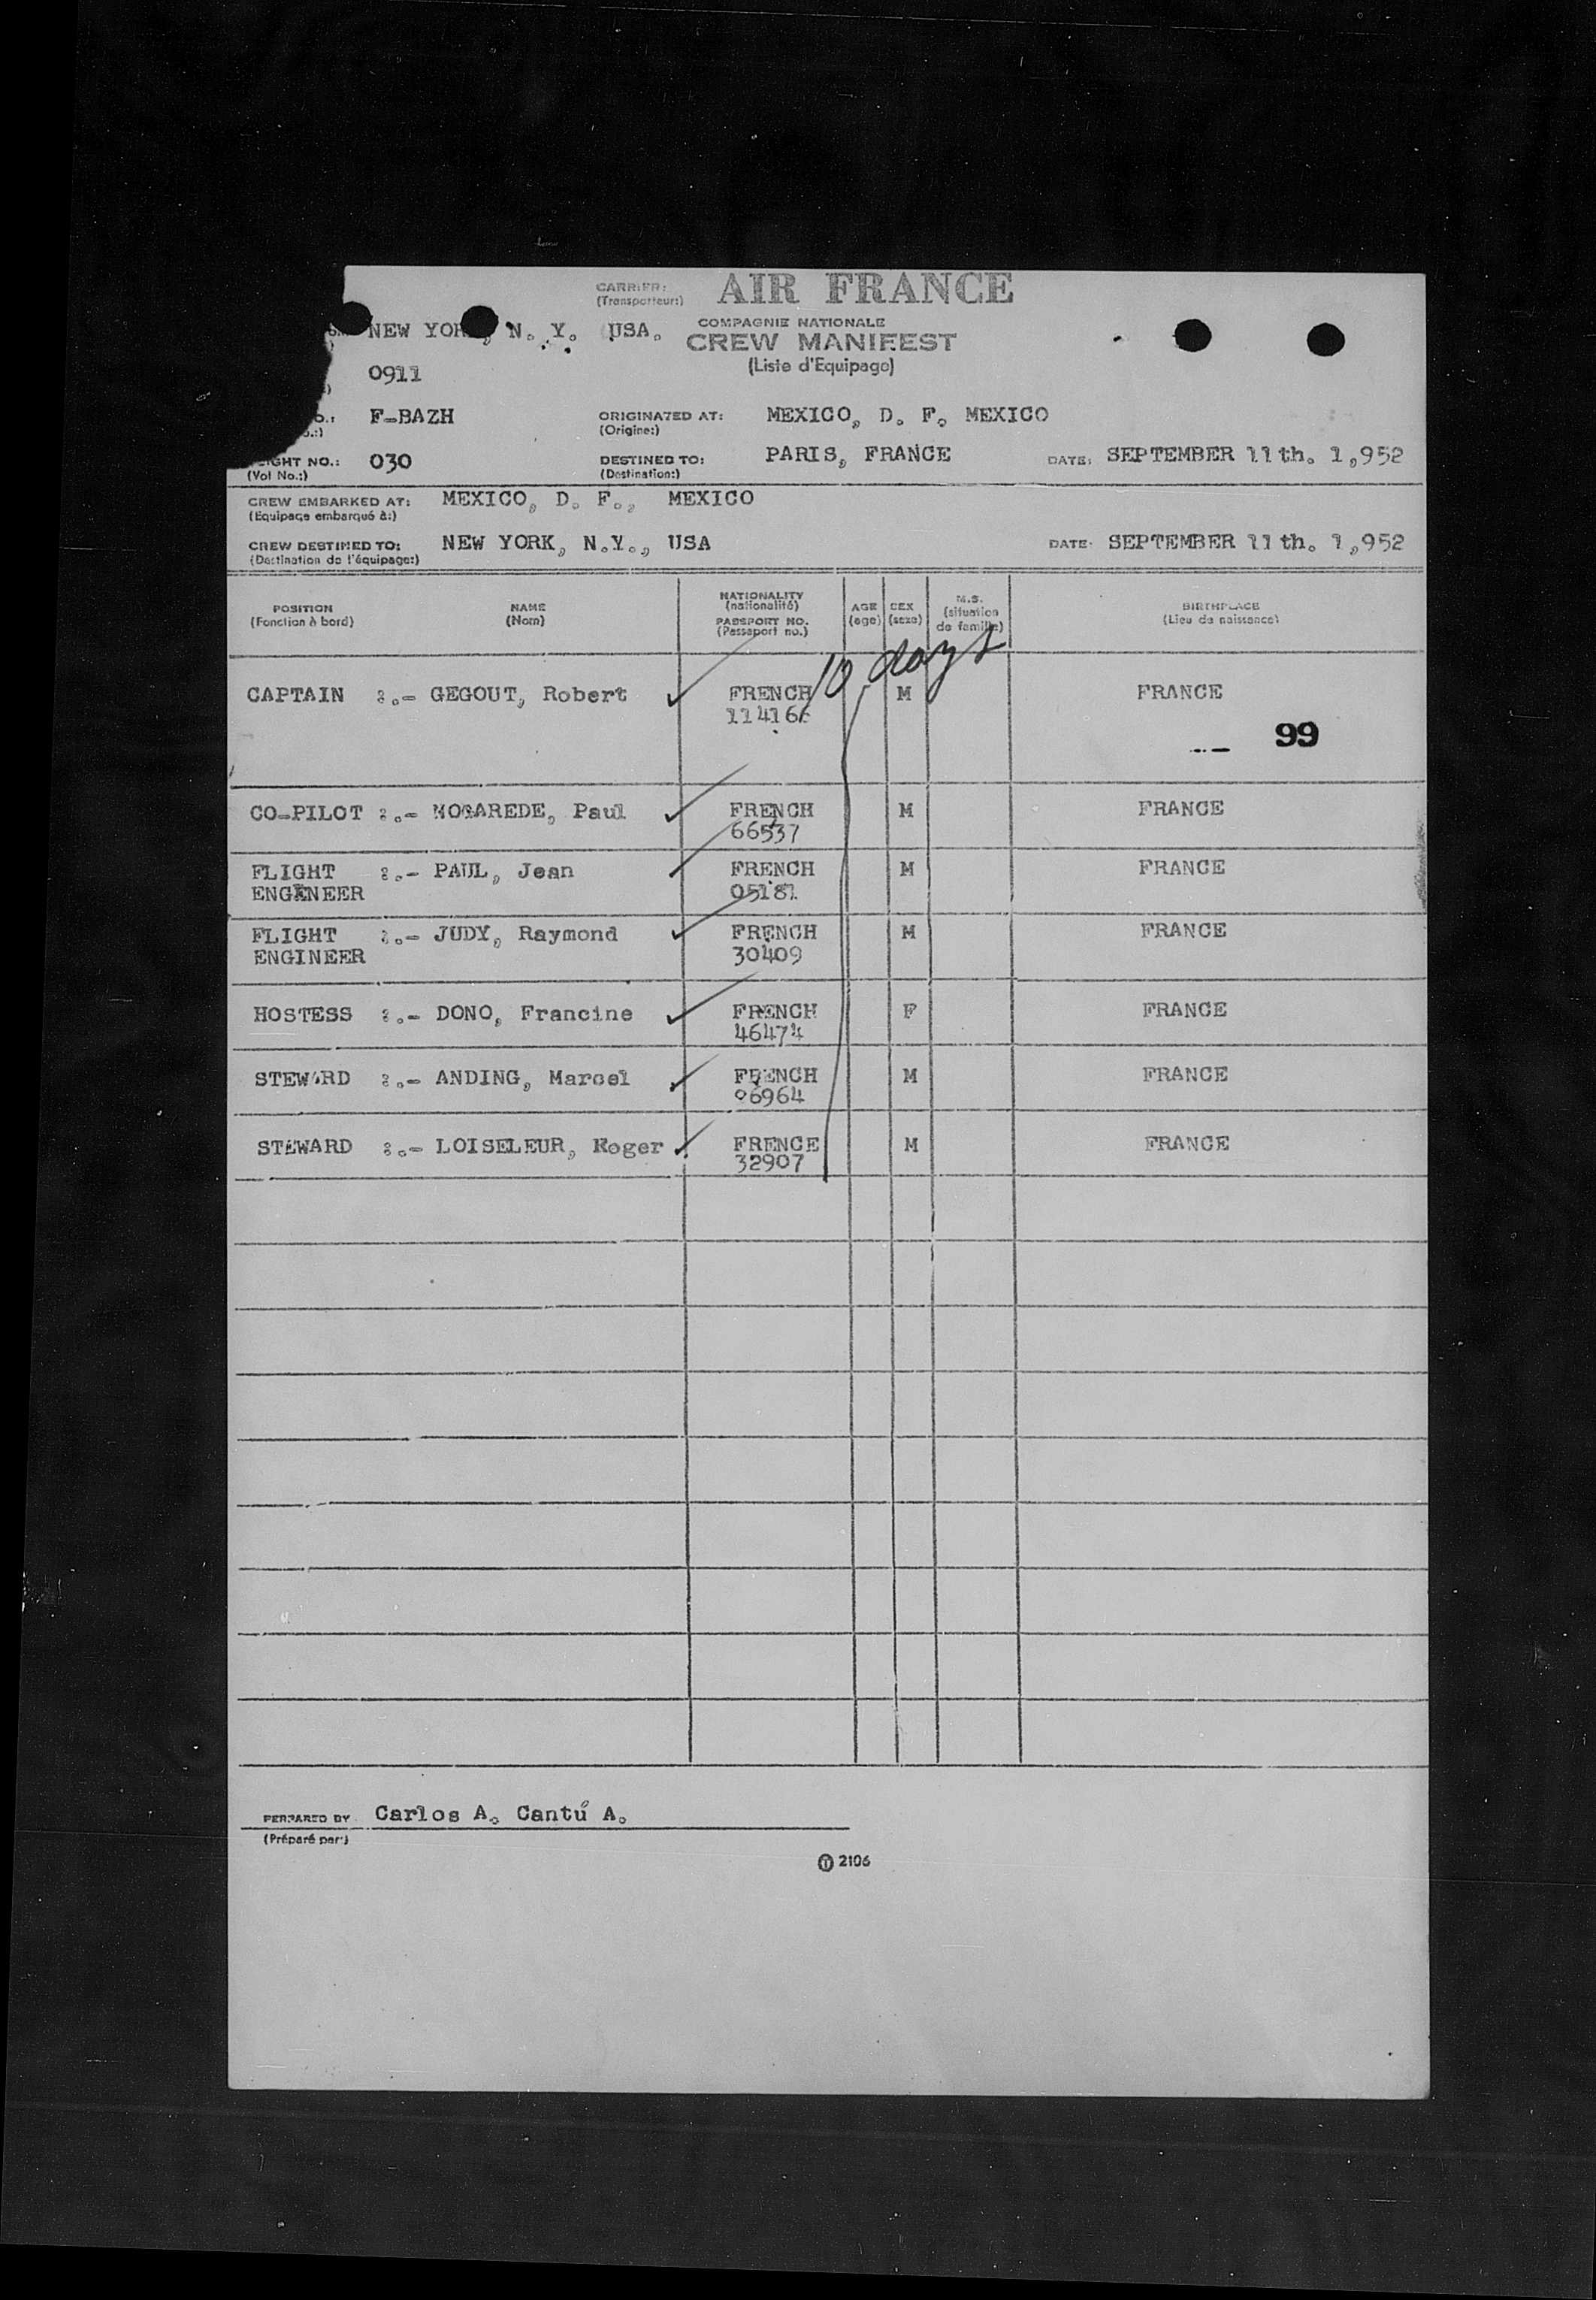 CARRIER: AIR FRANCE
(Transporteur:)
COMPAGNIE NATIONALE
NEW YORK, N. Y. USA. CREW MANIFEST
(Liste d'Equipage)
0911
F-BAZH ORIGINATED AT: MEXICO, D. F. MEXICO
(Origine:)
FLIGHT NO.: 030 DESTINED TO: PARIS, FRANCE DATE: SEPTEMBER 11th. 1,952
(Vol No.:) (Destination:)
CREW EMBARKED AT: MEXICO, D. F., MEXICO
(Equipage embarqué à:)
CREW DESTINED TO: NEW YORK, N.Y., USA DATE: SEPTEMBER 11th. 1,952
(Destination de l'équipage:)
POSITION NAME NATIONALITY AGE SEX M.S. BIRTHPLACE
(Fonction à bord) (Nom) (nationalité) (age) (sexe) (situation de famille) (Lieu de naissance)
PASSPORT NO.
(Passeport no.)
10 days
CAPTAIN :.- GEGOUT, Robert FRENCH M FRANCE
114166
99
CO-PILOT :.- NOGAREDE, Paul FRENCH M FRANCE
66537
FLIGHT :.- PAUL, Jean FRENCH M FRANCE
ENGINEER 05181
FLIGHT :.- JUDY, Raymond FRENCH M FRANCE
ENGINEER 30409
HOSTESS :.- DONO, Francine FRENCH F FRANCE
46474
STEWARD :.- ANDING, Marcel FRENCH M FRANCE
06964
STEWARD :.- LOISELEUR, Roger FRENCE M FRANCE
32907
PERPARED BY Carlos A. Cantú A.
(Préparé par:)
2106